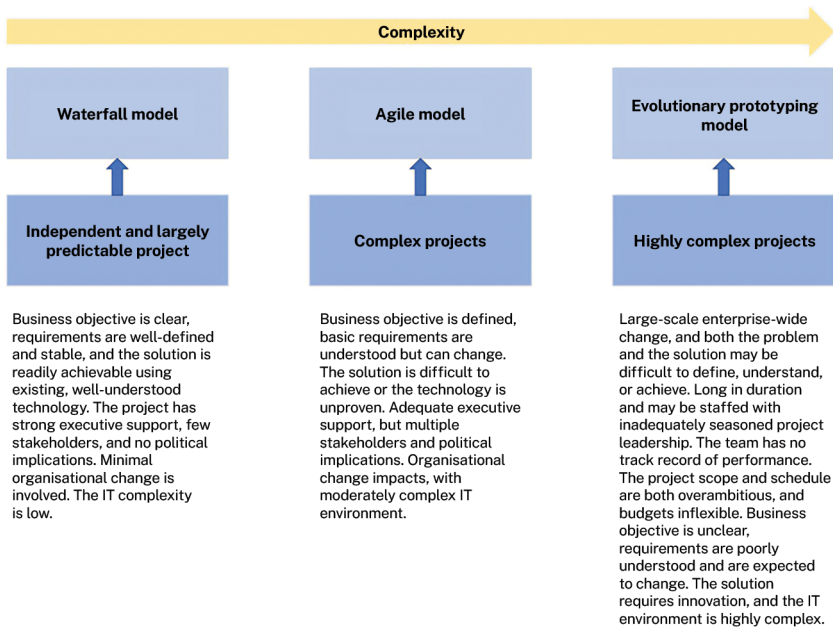 Complexity
Waterfall model
Agile model
Evolutionary prototyping
model
Independent and largely
predictable project
Complex projects
Highly complex projects
Business objective is clear,
requirements are well-defined
and stable, and the solution is
readily achievable using
existing, well-understood
technology. The project has
strong executive support, few
stakeholders, and no political
implications. Minimal
organisational change is
involved. The IT complexity
is low.
Business objective is defined,
basic requirements are
understood but can change.
The solution is difficult to
achieve or the technology is
unproven. Adequate executive
support, but multiple
stakeholders and political
implications. Organisational
change impacts, with
moderately complex IT
environment.
Large-scale enterprise-wide
change, and both the problem
and the solution may be
difficult to define, understand,
or achieve. Long in duration
and may be staffed with
inadequately seasoned project
leadership. The team has no
track record of performance.
The project scope and schedule
are both overambitious, and
budgets inflexible. Business
objective is unclear,
requirements are poorly
understood and are expected
to change. The solution
requires innovation, and the IT
environment is highly complex.